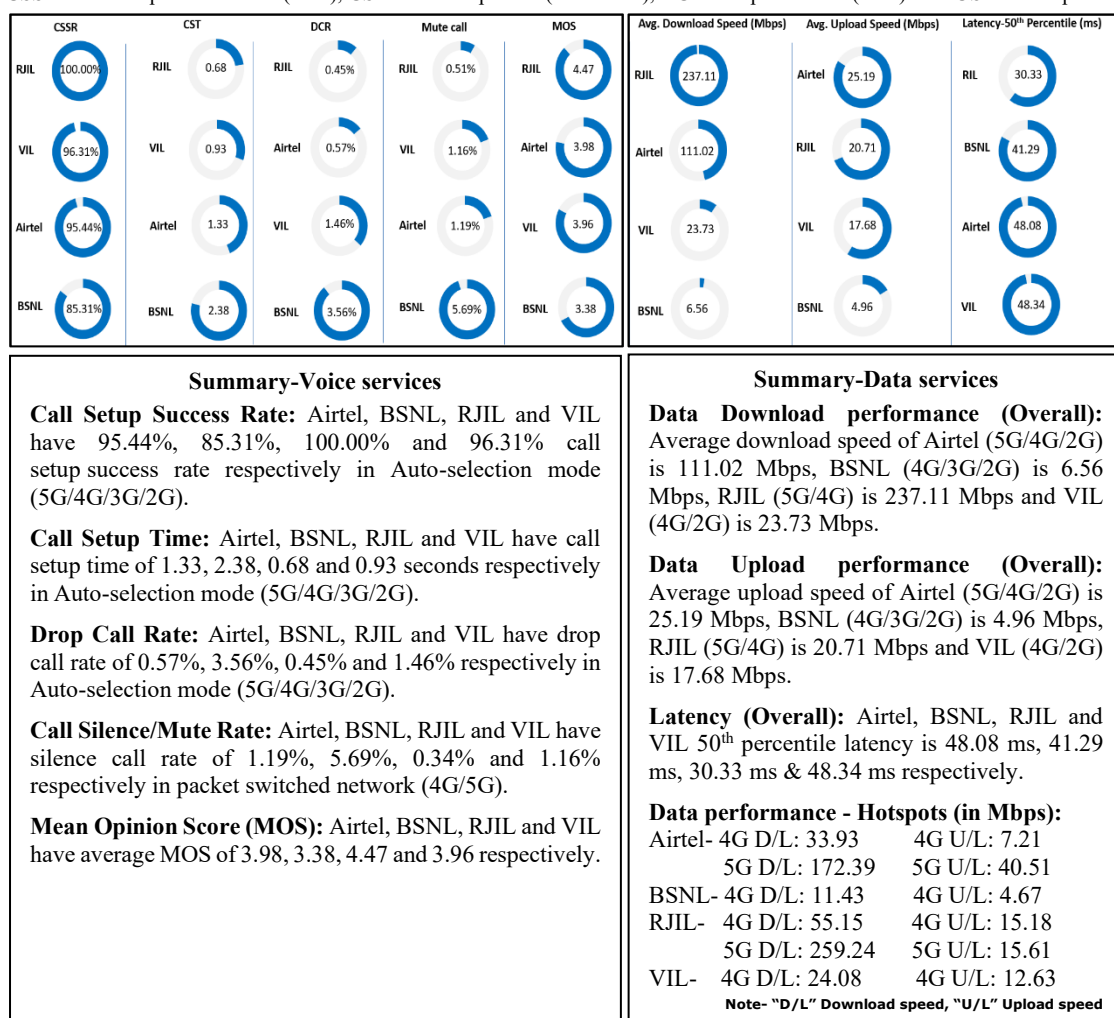 CSSR CST DCR Mute call MOS
RJIL 100.00% RJIL 0.68 RJIL 0.45% RJIL 0.51% RJIL 4.47
VIL 96.31% VIL 0.93 Airtel 0.57% VIL 1.16% Airtel 3.98
Airtel 95.44% Airtel 1.33 VIL 1.46% Airtel 1.19% VIL 3.96
BSNL 85.31% BSNL 2.38 BSNL 3.56% BSNL 5.69% BSNL 3.38
Avg. Download Speed (Mbps) Avg. Upload Speed (Mbps) Latency-50th Percentile (ms)
RJIL 237.11 Airtel 25.19 RIL 30.33
Airtel 111.02 RJIL 20.71 BSNL 41.29
VIL 23.73 VIL 17.68 Airtel 48.08
BSNL 6.56 BSNL 4.96 VIL 48.34
Summary-Voice services
Call Setup Success Rate: Airtel, BSNL, RJIL and VIL
have 95.44%, 85.31%, 100.00% and 96.31% call
setup success rate respectively in Auto-selection mode
(5G/4G/3G/2G).
Call Setup Time: Airtel, BSNL, RJIL and VIL have call
setup time of 1.33, 2.38, 0.68 and 0.93 seconds respectively
in Auto-selection mode (5G/4G/3G/2G).
Drop Call Rate: Airtel, BSNL, RJIL and VIL have drop
call rate of 0.57%, 3.56%, 0.45% and 1.46% respectively in
Auto-selection mode (5G/4G/3G/2G).
Call Silence/Mute Rate: Airtel, BSNL, RJIL and VIL have
silence call rate of 1.19%, 5.69%, 0.34% and 1.16%
respectively in packet switched network (4G/5G).
Mean Opinion Score (MOS): Airtel, BSNL, RJIL and VIL
have average MOS of 3.98, 3.38, 4.47 and 3.96 respectively.
Summary-Data services
Data Download performance (Overall):
Average download speed of Airtel (5G/4G/2G)
is 111.02 Mbps, BSNL (4G/3G/2G) is 6.56
Mbps, RJIL (5G/4G) is 237.11 Mbps and VIL
(4G/2G) is 23.73 Mbps.
Data Upload performance (Overall):
Average upload speed of Airtel (5G/4G/2G) is
25.19 Mbps, BSNL (4G/3G/2G) is 4.96 Mbps,
RJIL (5G/4G) is 20.71 Mbps and VIL (4G/2G)
is 17.68 Mbps.
Latency (Overall): Airtel, BSNL, RJIL and
VIL 50th percentile latency is 48.08 ms, 41.29
ms, 30.33 ms & 48.34 ms respectively.
Data performance - Hotspots (in Mbps):
Airtel- 4G D/L: 33.93 4G U/L: 7.21
5G D/L: 172.39 5G U/L: 40.51
BSNL- 4G D/L: 11.43 4G U/L: 4.67
RJIL- 4G D/L: 55.15 4G U/L: 15.18
5G D/L: 259.24 5G U/L: 15.61
VIL- 4G D/L: 24.08 4G U/L: 12.63
Note- “D/L” Download speed, “U/L” Upload speed